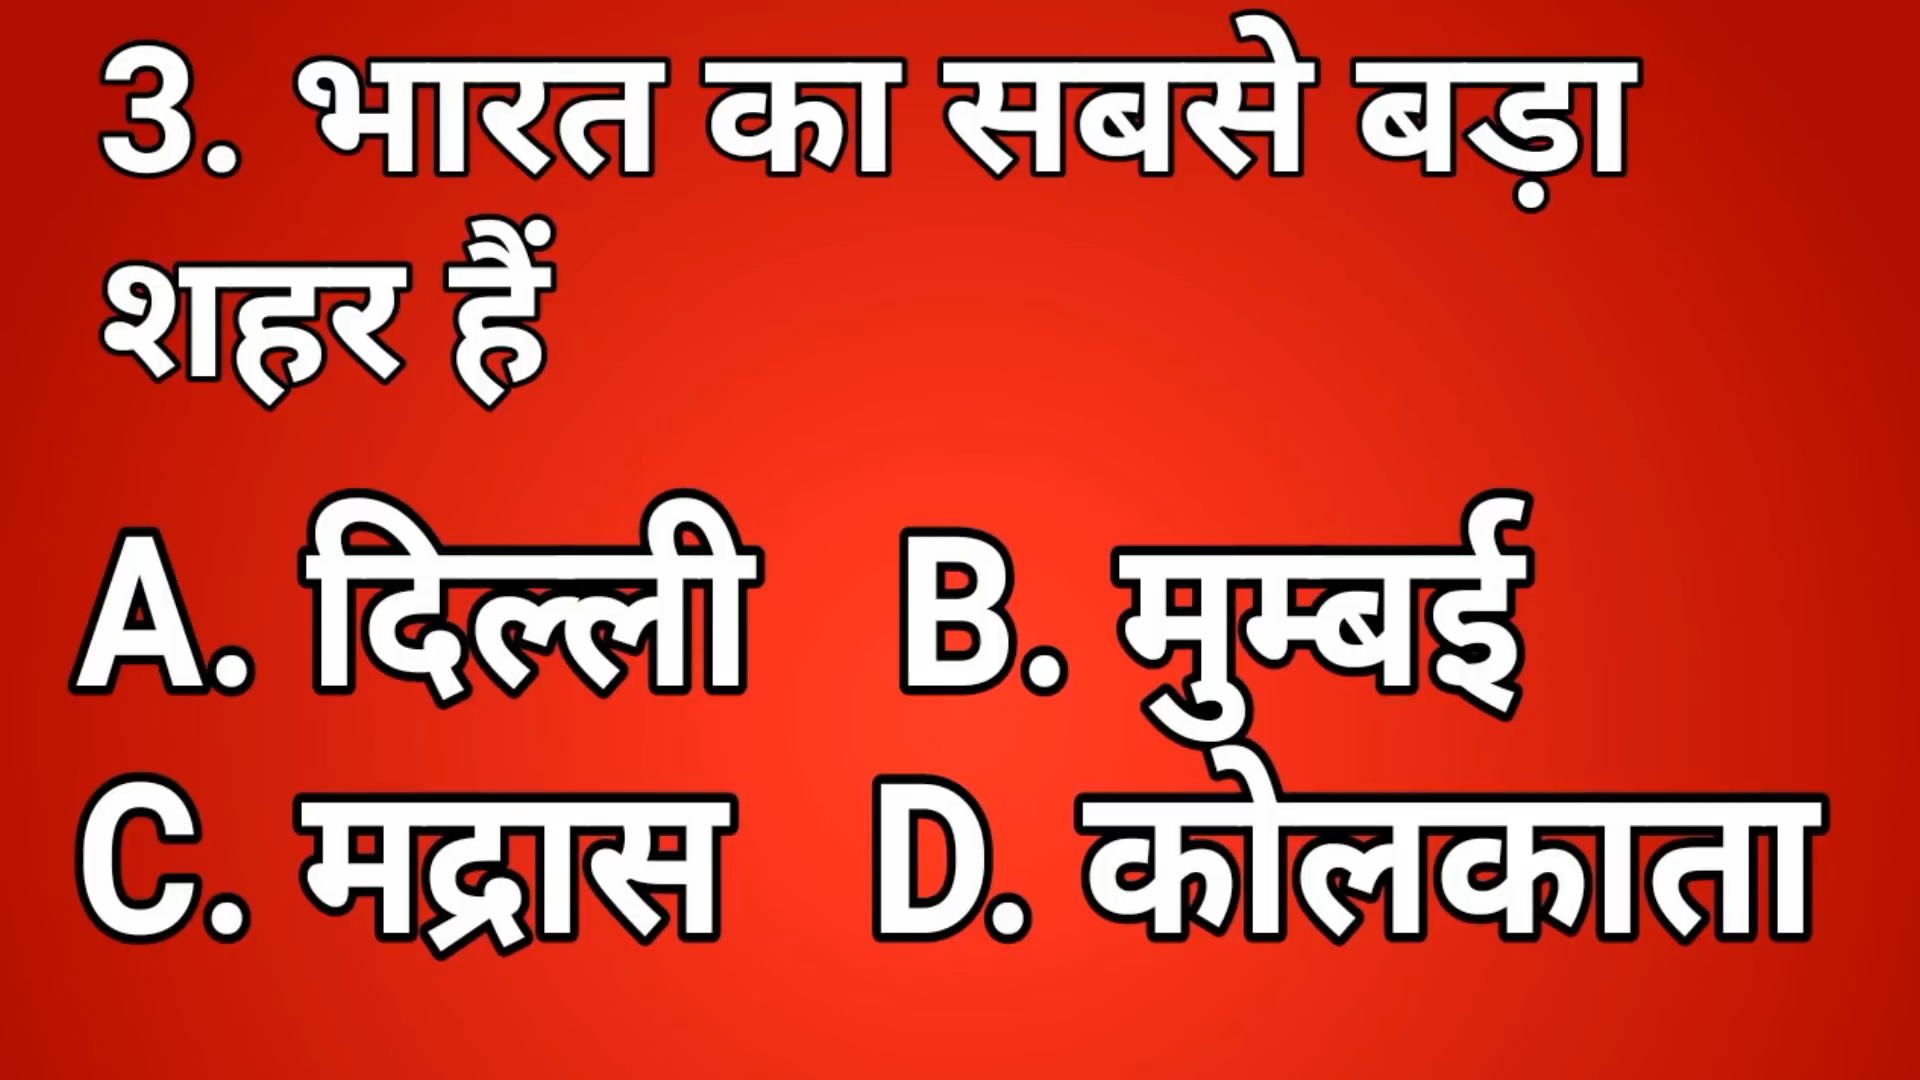 3. भारत का सबसे बड़ा
शहर हैं
A. दिल्ली B. मुम्बई
C. मद्रास D. कोलकाता